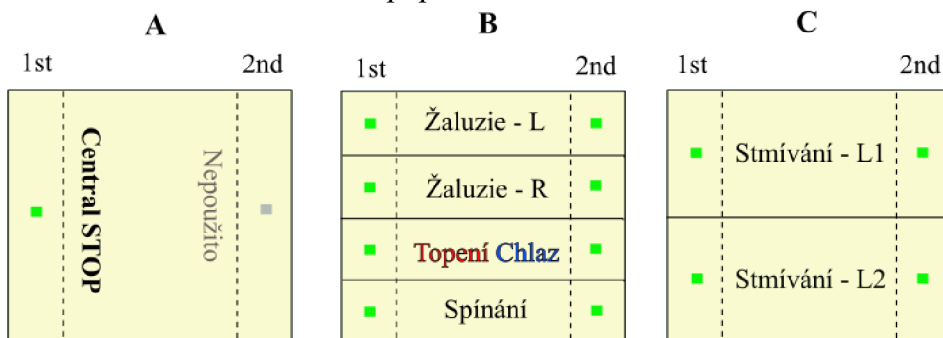 A
B
C
1st
2nd
1st
2nd
1st
2nd
Central STOP
Nepoužito
Žaluzie - L
Žaluzie - R
Topení Chlaz
Spínání
Stmívání - L1
Stmívání - L2